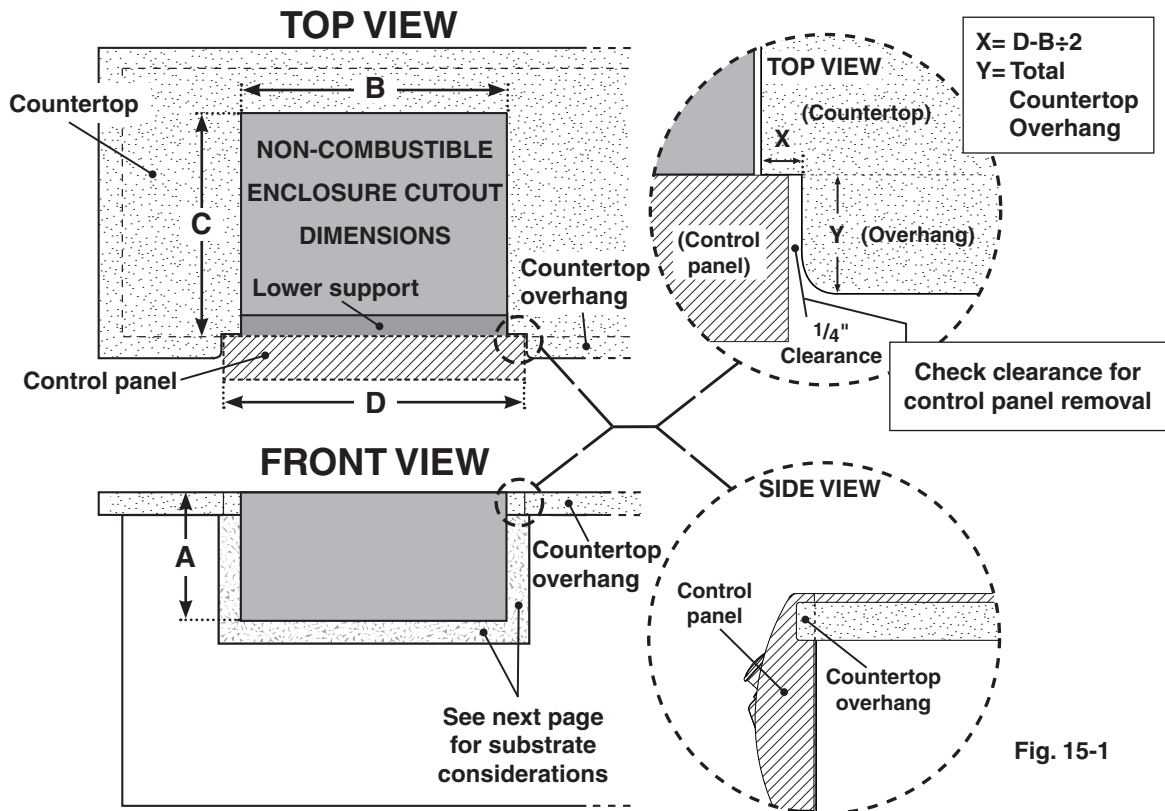 TOP VIEW
Countertop
B
NON-COMBUSTIBLE
ENCLOSURE CUTOUT
DIMENSIONS
C
Lower support
Countertop
overhang
Control panel
D
TOP VIEW
(Countertop)
X
(Control
panel)
Y
(Overhang)
1/4"
Clearance
X= D-B÷2
Y= Total
Countertop
Overhang
Check clearance for
control panel removal
FRONT VIEW
A
Countertop
overhang
See next page
for substrate
considerations
SIDE VIEW
Control
panel
Countertop
overhang
Fig. 15-1